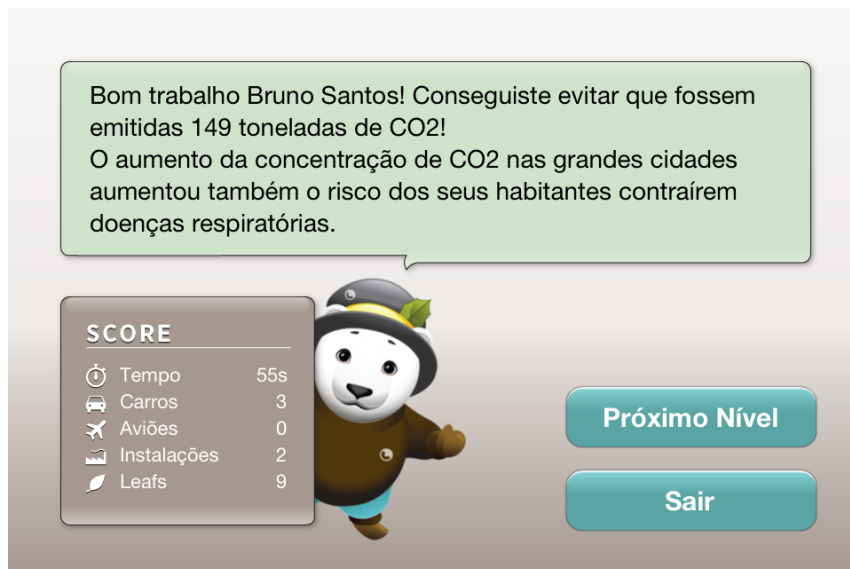 Bom trabalho Bruno Santos! Conseguiste evitar que fossem
emitidas 149 toneladas de CO2!
O aumento da concentração de CO2 nas grandes cidades
aumentou também o risco dos seus habitantes contraírem
doenças respiratórias.
SCORE
Tempo 55s
Carros 3
Aviões 0
Instalações 2
Leafs 9
Próximo Nível
Sair